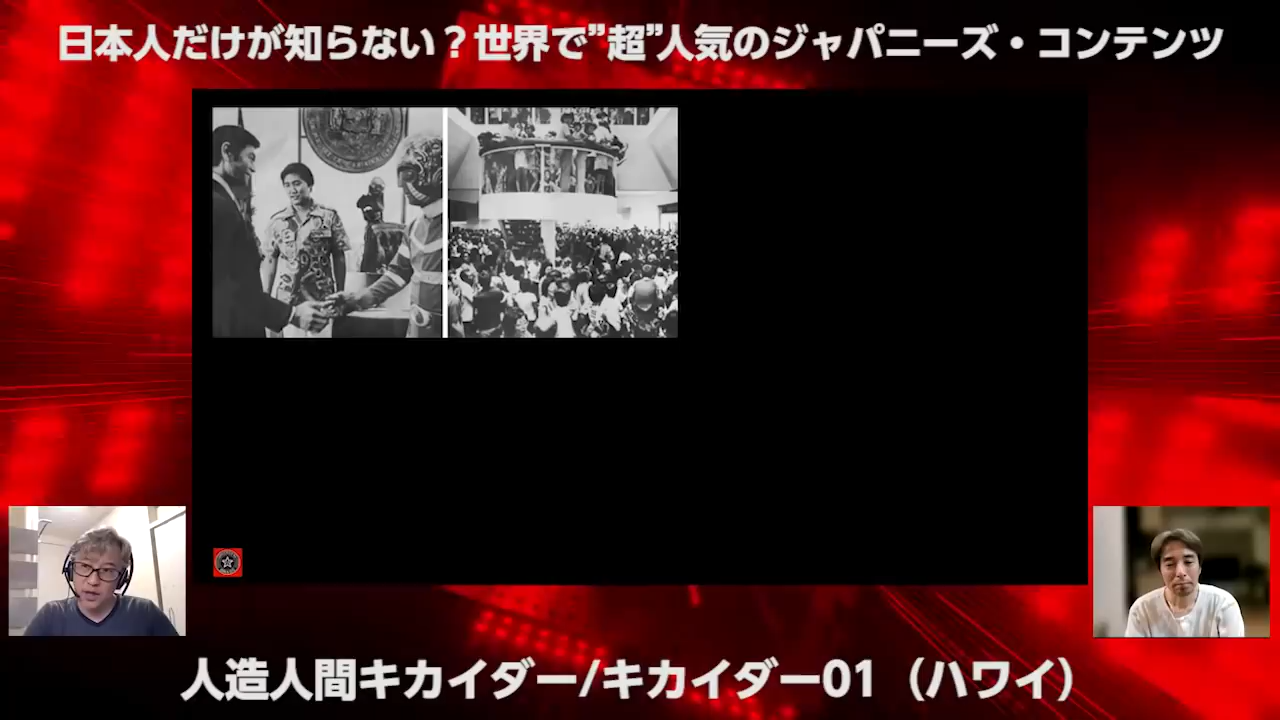 日本人だけが知らない？世界で”超”人気のジャパニーズ・コンテンツ
人造人間キカイダー/キカイダー01（ハワイ）